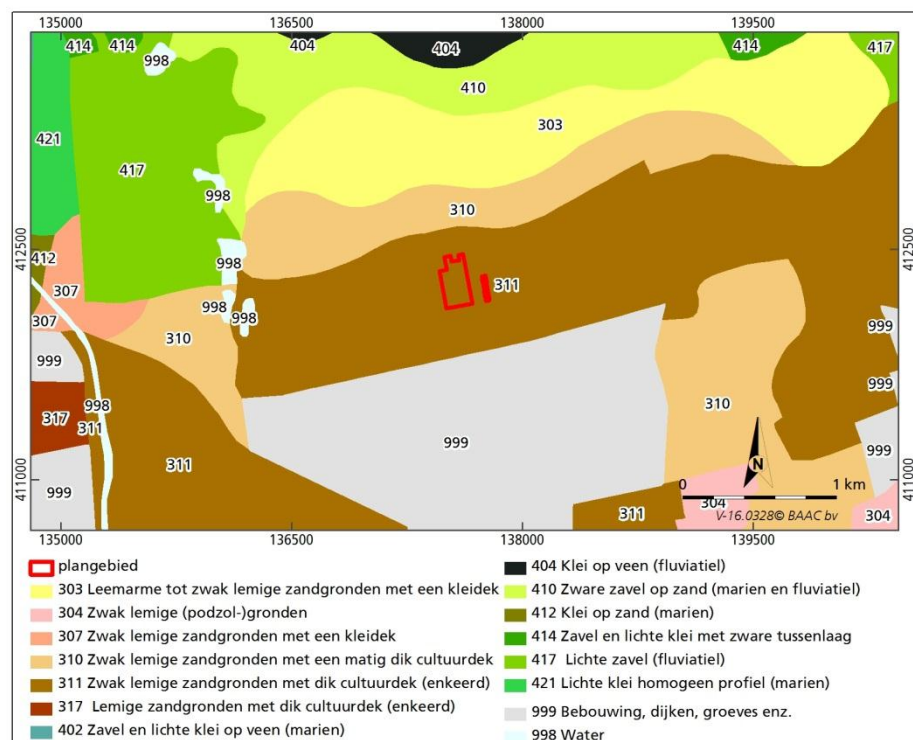 135000 136500 138000 139500
414 414 404 404 414 417
998
410
421 303
417
998
310
412500 412500
412 998 311
307
998
307 998 310 999
999
998 999
317 311 310
999 999
311
N
411000 999 0 1 km 411000
304 304
311 V-16.0328© BAAC bv
135000 136500 138000 139500
plangebied
303 Leemarme tot zwak lemige zandgronden met een kleidek
304 Zwak lemige (podzol-)gronden
307 Zwak lemige zandgronden met een kleidek
310 Zwak lemige zandgronden met een matig dik cultuurdek
311 Zwak lemige zandgronden met dik cultuurdek (enkeerd)
317 Lemige zandgronden met dik cultuurdek (enkeerd)
402 Zavel en lichte klei op veen (marien)
404 Klei op veen (fluviatiel)
410 Zware zavel op zand (marien en fluviatiel)
412 Klei op zand (marien)
414 Zavel en lichte klei met zware tussenlaag
417 Lichte zavel (fluviatiel)
421 Lichte klei homogeen profiel (marien)
999 Bebouwing, dijken, groeves enz.
998 Water